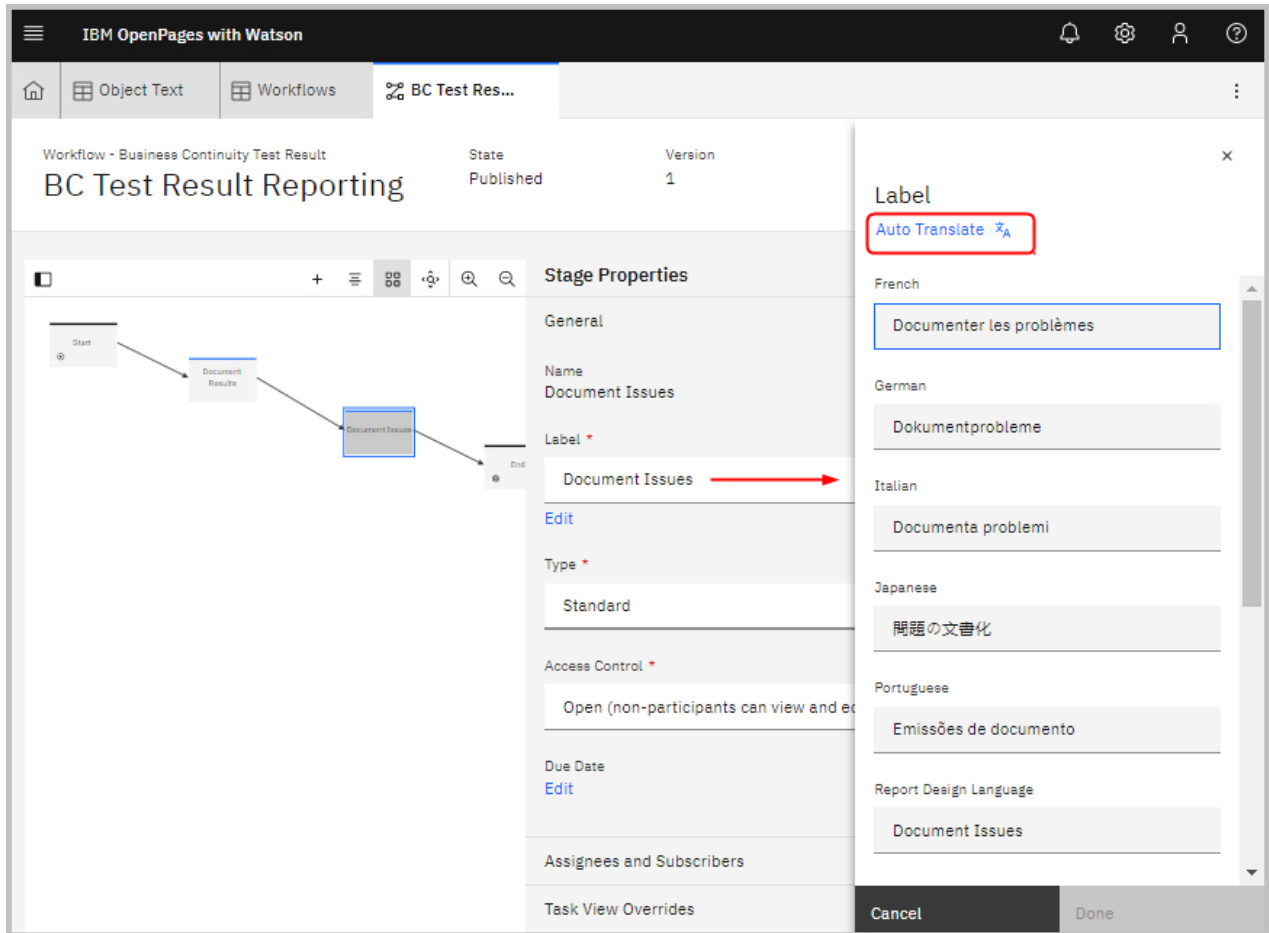 IBM OpenPages with Watson
Object Text
Workflows
BC Test Res...
Workflow - Business Continuity Test Result
BC Test Result Reporting
State
Published
Version
1
Start
Document
Results
Document Issues
End
Stage Properties
General
Name
Document Issues
Label *
Document Issues
Edit
Type *
Standard
Access Control *
Open (non-participants can view and ed
Due Date
Edit
Assignees and Subscribers
Task View Overrides
Label
Auto Translate
French
Documenter les problèmes
German
Dokumentprobleme
Italian
Documenta problemi
Japanese
問題の文書化
Portuguese
Emissões de documento
Report Design Language
Document Issues
Cancel
Done